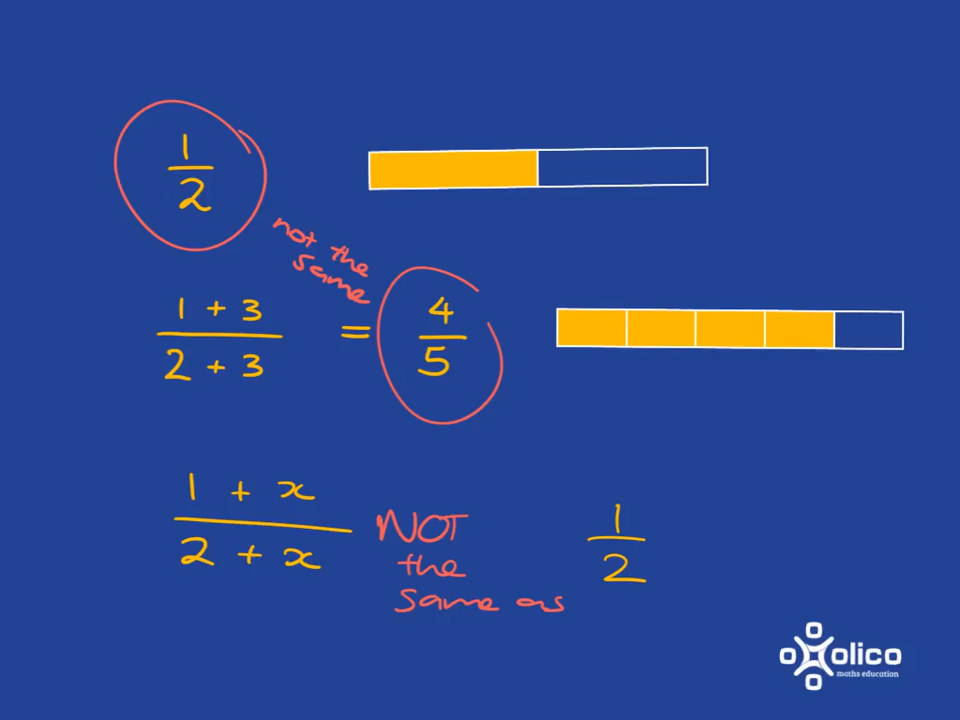 1
2
not the
same
1 + 3
2 + 3
=
4
5
1 + x
2 + x
NOT
the
same as
1
2
olico
maths education